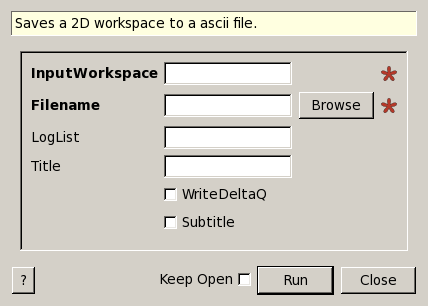 Saves a 2D workspace to a ascii file.
InputWorkspace
Filename Browse
LogList
Title
WriteDeltaQ
Subtitle
? Keep Open Run Close